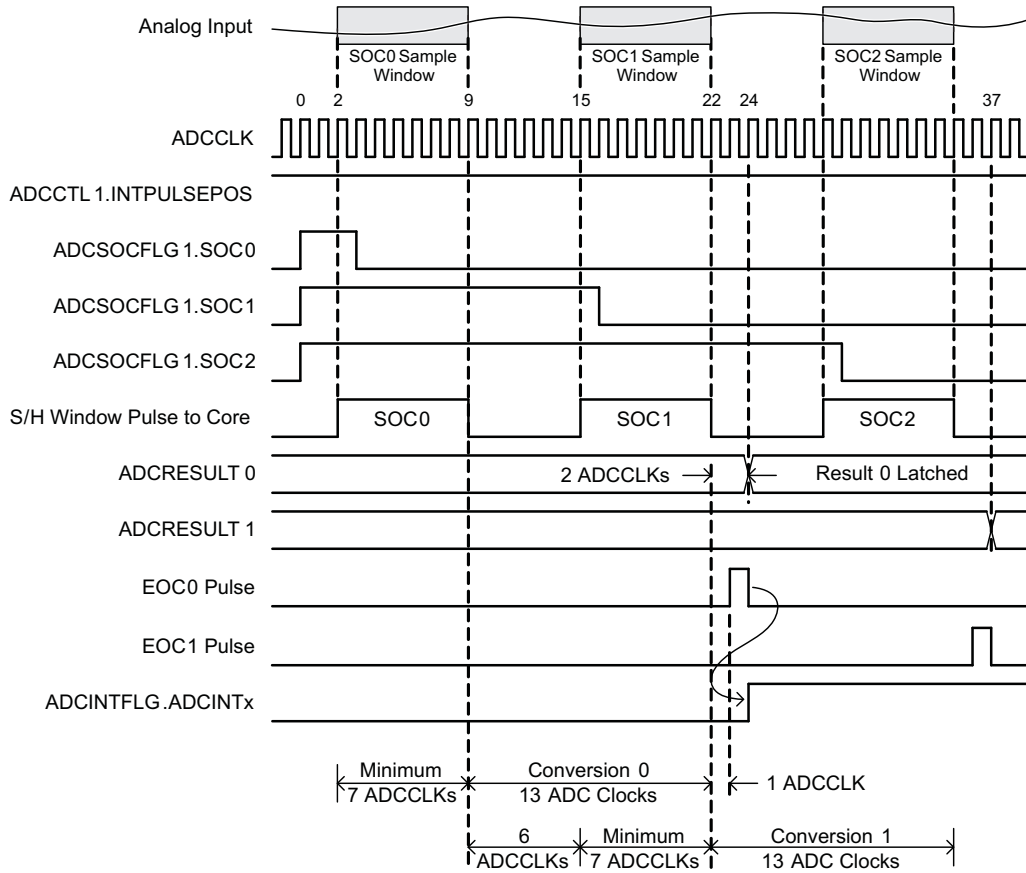 Analog Input
SOC0 Sample
Window
SOC1 Sample
Window
SOC2 Sample
Window
0 2 9 15 22 24 37
ADCCLK
ADCCTL 1.INTPULSEPOS
ADCSOCFLG 1.SOC0
ADCSOCFLG 1.SOC1
ADCSOCFLG 1.SOC2
S/H Window Pulse to Core SOC0 SOC1 SOC2
ADCRESULT 0 2 ADCCLKs Result 0 Latched
ADCRESULT 1
EOC0 Pulse
EOC1 Pulse
ADCINTFLG.ADCINTx
Minimum
7 ADCCLKs
Conversion 0
13 ADC Clocks
1 ADCCLK
6
ADCCLKs
Minimum
7 ADCCLKs
Conversion 1
13 ADC Clocks